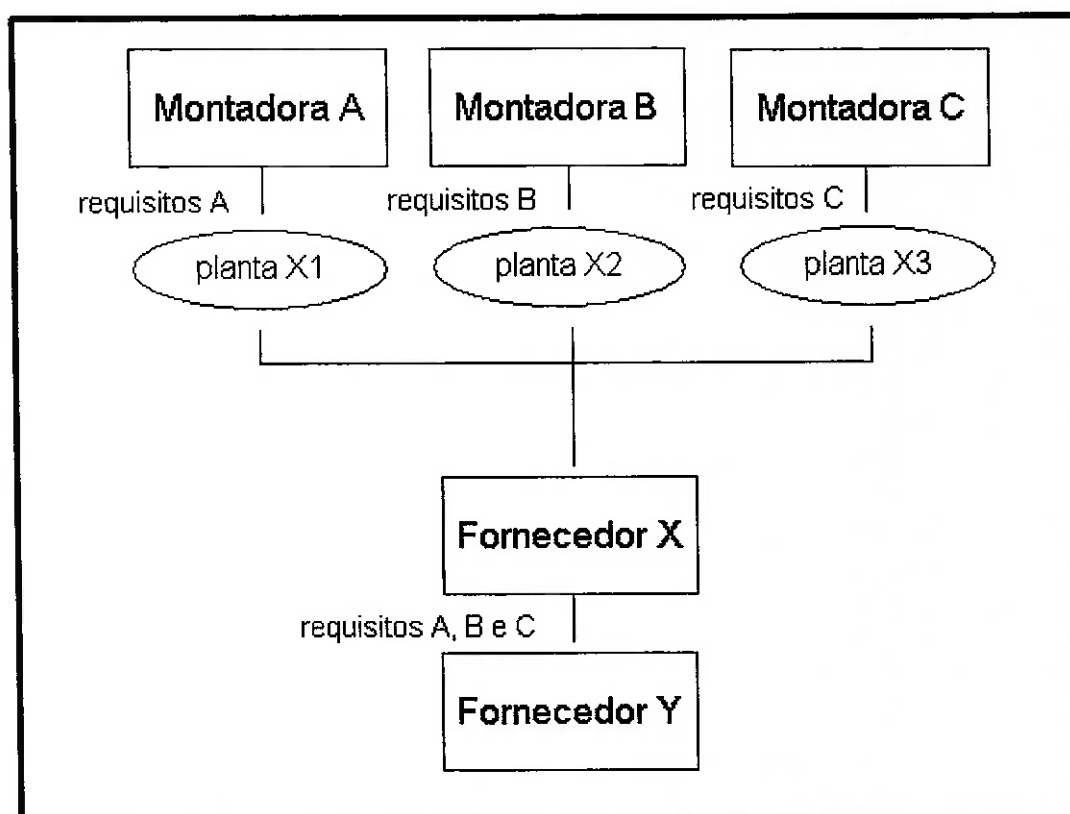 Montadora A
Montadora B
Montadora C
requisitos A
requisitos B
requisitos C
planta X1
planta X2
planta X3
Fornecedor X
requisitos A, B e C
Fornecedor Y